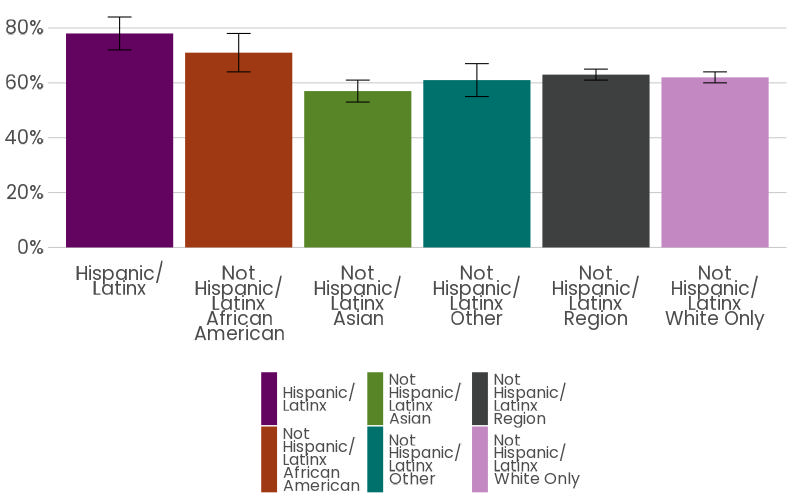 80%
60%
40%
20%
0%
Hispanic/
Latinx
Not
Hispanic/
Latinx
African
American
Not
Hispanic/
Latinx
Asian
Not
Hispanic/
Latinx
Other
Not
Hispanic/
Latinx
Region
Not
Hispanic/
Latinx
White Only
Hispanic/
Latinx
Not
Hispanic/
Latinx
African
American
Not
Hispanic/
Latinx
Asian
Not
Hispanic/
Latinx
Other
Not
Hispanic/
Latinx
Region
Not
Hispanic/
Latinx
White Only